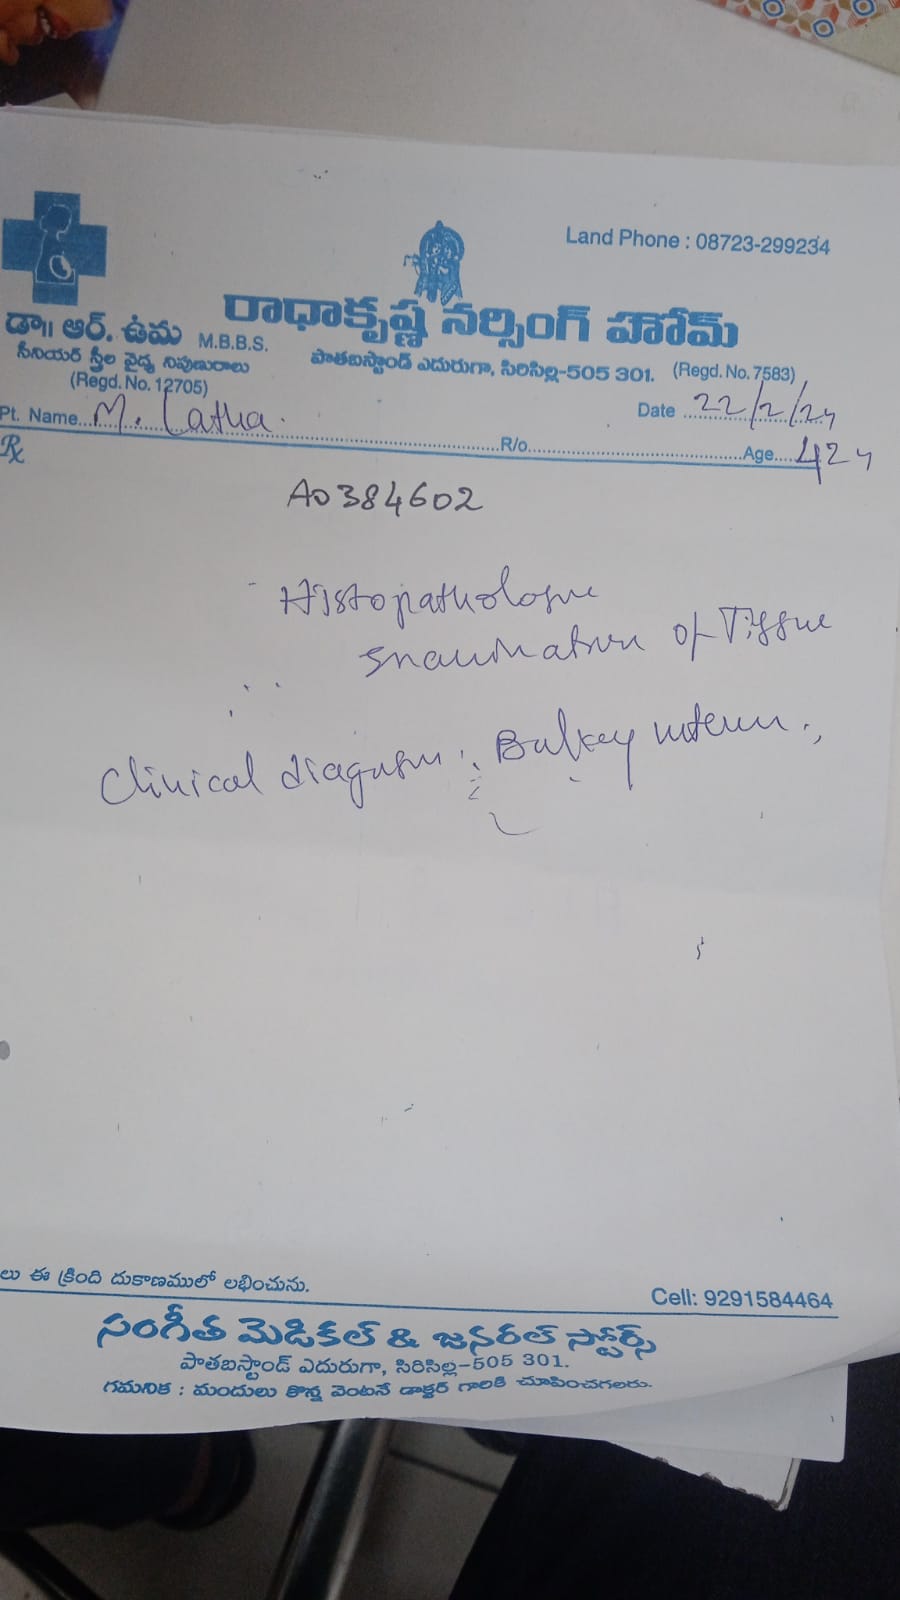 Land Phone : 08723-299234
రాధాకృష్ణ నర్సింగ్ హోమ్
డా॥ ఆర్. ఉమ M.B.B.S.
సీనియర్ స్త్రీల వైద్య నిపుణురాలు
(Regd. No. 12705)
పాతబస్టాండ్ ఎదురుగా, సిరిసిల్ల-505 301. (Regd. No. 7583)
Pt. Name M. Latha. Date 22/2/24
R/o Age 42y
Rx
A0384602
Histopathologic
Examination of Tissue
Clinical diagnosis : Bulky uterus
లు ఈ క్రింది దుకాణములో లభించును.
Cell: 9291584464
సంగీత మెడికల్ & జనరల్ స్టోర్స్
పాతబస్టాండ్ ఎదురుగా, సిరిసిల్ల-505 301.
గమనిక : మందులు కొన్న వెంటనే డాక్టర్ గారికి చూపించగలరు.